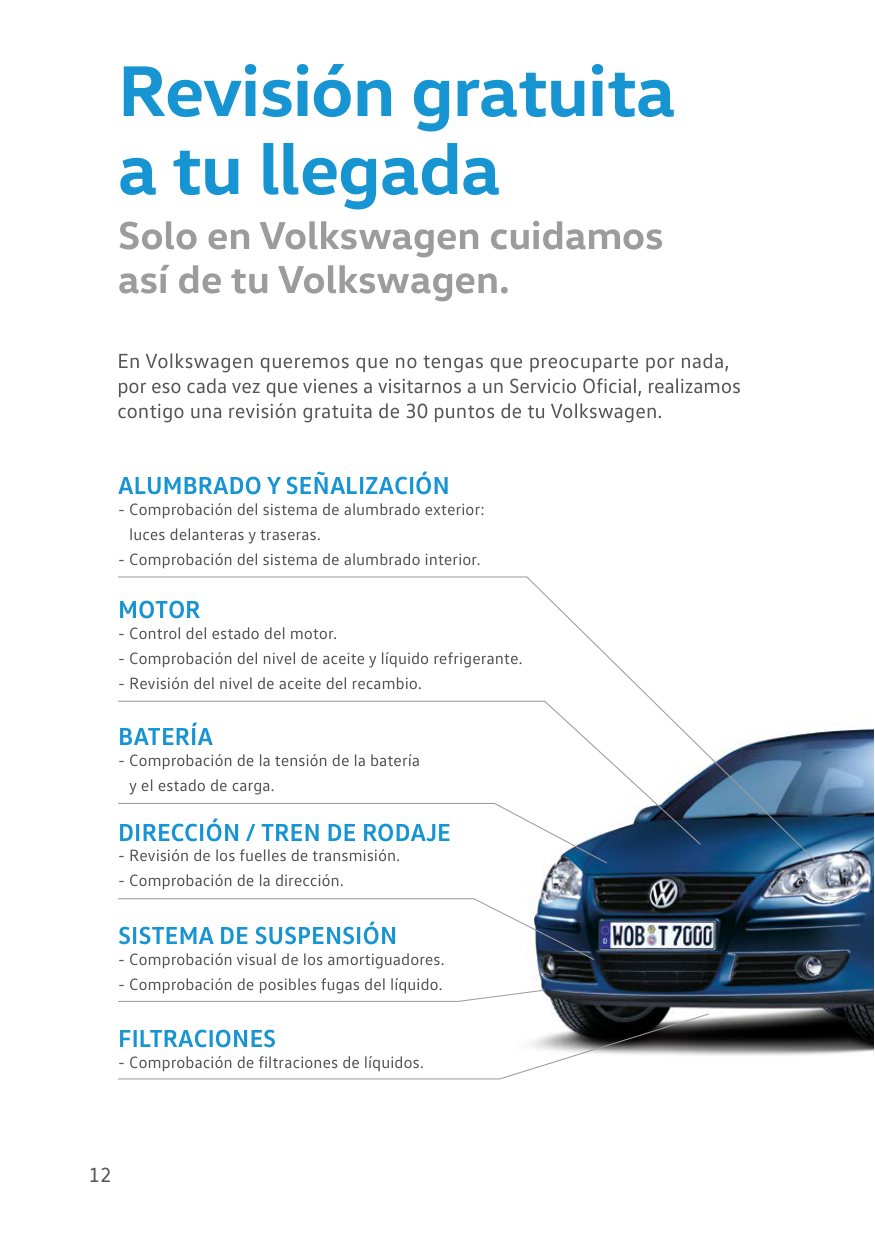 Revisión gratuita
a tu llegada
Solo en Volkswagen cuidamos
así de tu Volkswagen.
En Volkswagen queremos que no tengas que preocuparte por nada,
por eso cada vez que vienes a visitarnos a un Servicio Oficial, realizamos
contigo una revisión gratuita de 30 puntos de tu Volkswagen.
ALUMBRADO Y SEÑALIZACIÓN
- Comprobación del sistema de alumbrado exterior:
luces delanteras y traseras.
- Comprobación del sistema de alumbrado interior.
MOTOR
- Control del estado del motor.
- Comprobación del nivel de aceite y líquido refrigerante.
- Revisión del nivel de aceite del recambio.
BATERÍA
- Comprobación de la tensión de la batería
y el estado de carga.
DIRECCIÓN / TREN DE RODAJE
- Revisión de los fuelles de transmisión.
- Comprobación de la dirección.
SISTEMA DE SUSPENSIÓN
- Comprobación visual de los amortiguadores.
- Comprobación de posibles fugas del líquido.
FILTRACIONES
- Comprobación de filtraciones de líquidos.
D WOB T 7000
12